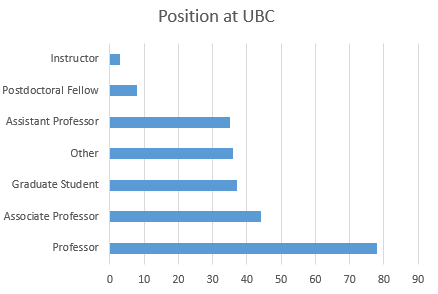 Position at UBC
Instructor
Postdoctoral Fellow
Assistant Professor
Other
Graduate Student
Associate Professor
Professor
0 10 20 30 40 50 60 70 80 90